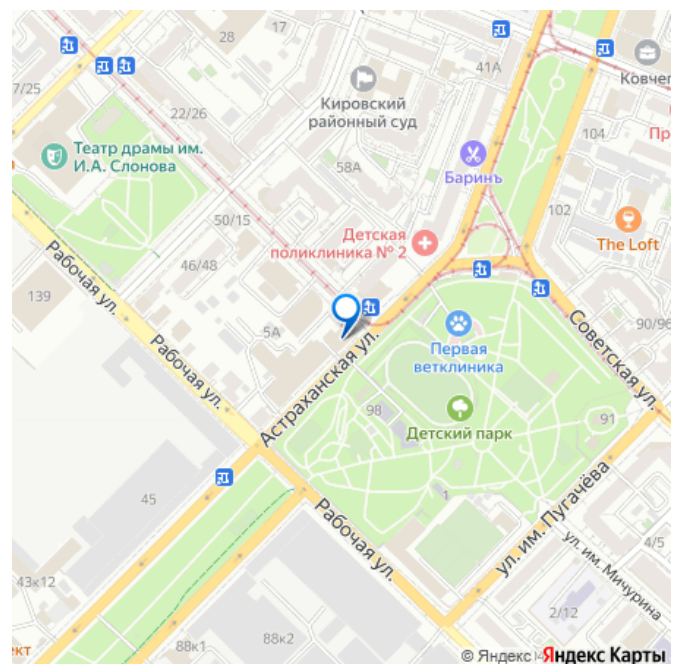 17
28
7/25
41А
Ковчег
Кировский
районный суд
22/26
104
Театр драмы им.
И.А. Слонова
58А
Баринъ
Пр
50/15
Детская
поликлиника № 2
102
The Loft
Рабочая ул.
46/48
139
5А
Рабочая ул.
Астраханская ул.
Первая
ветклиника
Советская ул.
90/96
98
Детский парк
91
45
1
Рабочая ул.
ул. им. Пугачёва
ул. им. Мичурина
4/5
43к12
2/12
88к1
88к2
ект
© Яндекс
Яндекс Карты